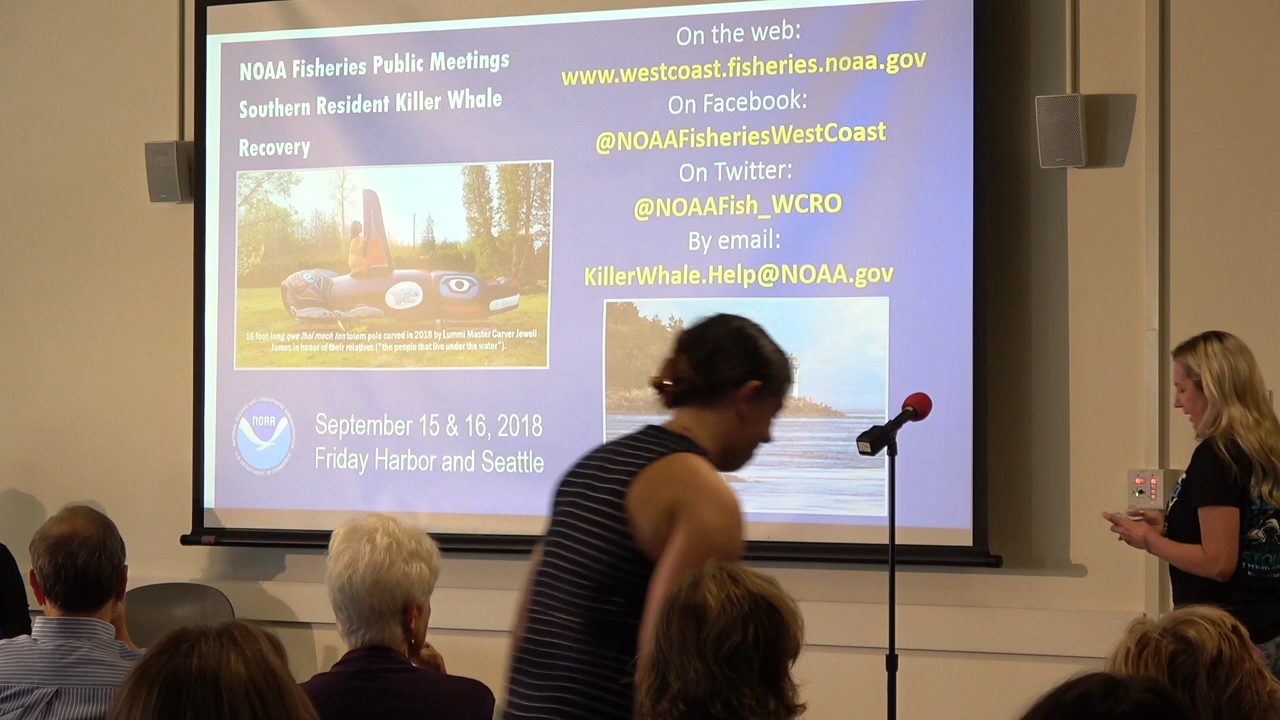 NOAA Fisheries Public Meetings
Southern Resident Killer Whale
Recovery
16 foot-long qwe lhol mech ten totem pole carved in 2018 by Lummi Master Carver Jewell
James in honor of their relatives ("the people that live under the water").
NOAA
September 15 & 16, 2018
Friday Harbor and Seattle
On the web:
www.westcoast.fisheries.noaa.gov
On Facebook:
@NOAAFisheriesWestCoast
On Twitter:
@NOAAFish_WCRO
By email:
KillerWhale.Help@NOAA.gov